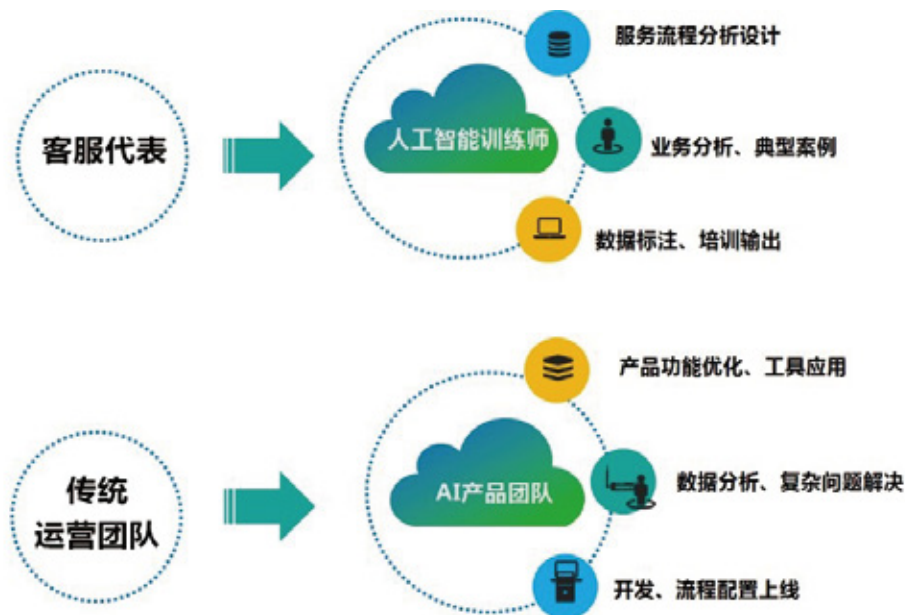 服务流程分析设计
客服代表
人工智能训练师
业务分析、典型案例
数据标注、培训输出
产品功能优化、工具应用
传统
运营团队
AI产品团队
数据分析、复杂问题解决
开发、流程配置上线